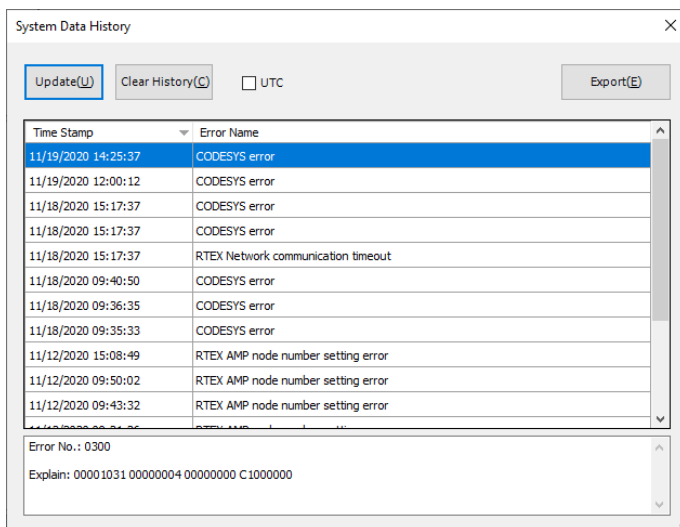 System Data History
Update(U) Clear History(C) UTC Export(E)
Time Stamp Error Name
11/19/2020 14:25:37 CODESYS error
11/19/2020 12:00:12 CODESYS error
11/18/2020 15:17:37 CODESYS error
11/18/2020 15:17:37 CODESYS error
11/18/2020 15:17:37 RTEX Network communication timeout
11/18/2020 09:40:50 CODESYS error
11/18/2020 09:36:35 CODESYS error
11/18/2020 09:35:33 CODESYS error
11/12/2020 15:08:49 RTEX AMP node number setting error
11/12/2020 09:50:02 RTEX AMP node number setting error
11/12/2020 09:43:32 RTEX AMP node number setting error
Error No.: 0300
Explain: 00001031 00000004 00000000 C1000000